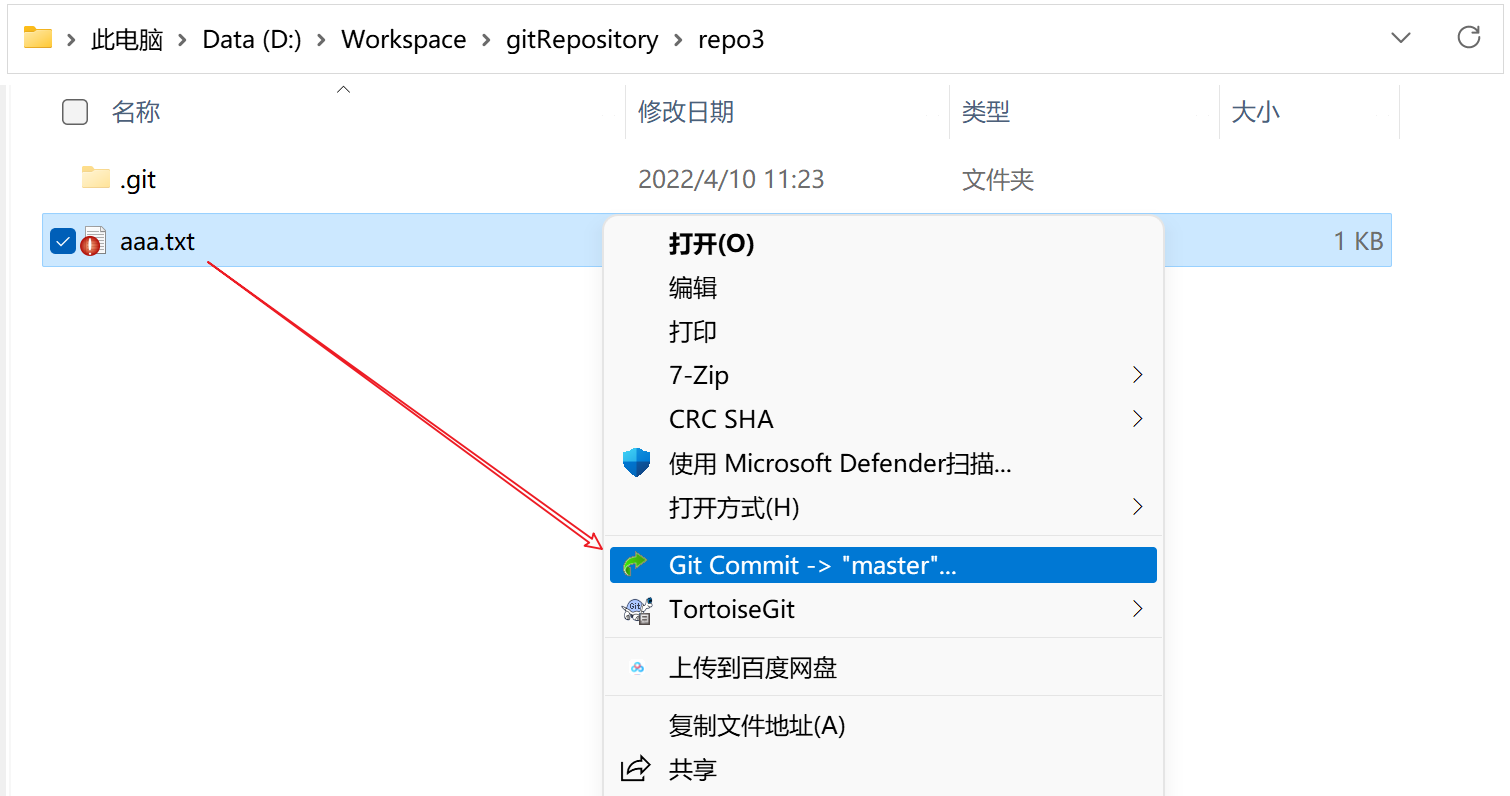 此电脑 > Data (D:) > Workspace > gitRepository > repo3
名称 修改日期 类型 大小
.git 2022/4/10 11:23 文件夹
aaa.txt 1 KB
打开(O)
编辑
打印
7-Zip
CRC SHA
使用 Microsoft Defender扫描...
打开方式(H)
Git Commit -> "master"...
TortoiseGit
上传到百度网盘
复制文件地址(A)
共享